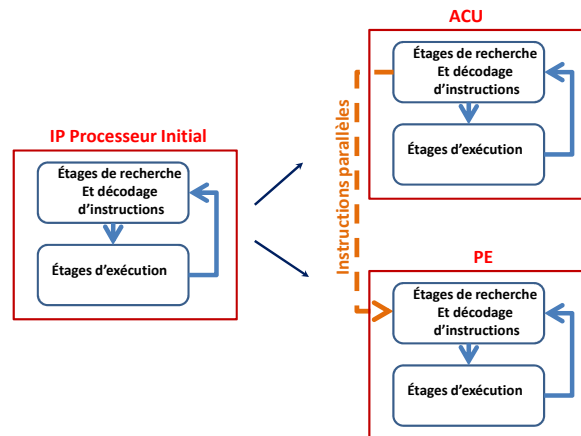 IP Processeur Initial
Étages de recherche
Et décodage
d'instructions
Étages d'exécution
ACU
Étages de recherche
Et décodage
d'instructions
Étages d'exécution
Instructions parallèles
PE
Étages de recherche
Et décodage
d'instructions
Étages d'exécution